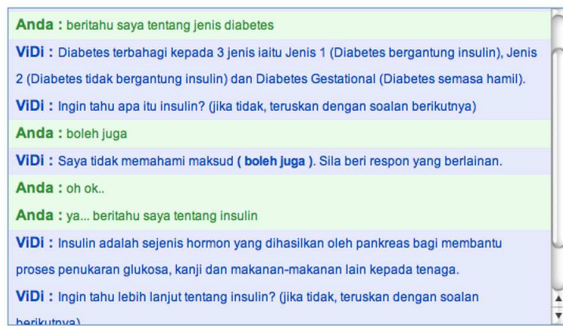 Anda : beritahu saya tentang jenis diabetes
ViDi : Diabetes terbahagi kepada 3 jenis iaitu Jenis 1 (Diabetes bergantung insulin), Jenis
2 (Diabetes tidak bergantung insulin) dan Diabetes Gestational (Diabetes semasa hamil).
ViDi : Ingin tahu apa itu insulin? (jika tidak, teruskan dengan soalan berikutnya)
Anda : boleh juga
ViDi : Saya tidak memahami maksud ( boleh juga ). Sila beri respon yang berlainan.
Anda : oh ok..
Anda : ya... beritahu saya tentang insulin
ViDi : Insulin adalah sejenis hormon yang dihasilkan oleh pankreas bagi membantu
proses penukaran glukosa, kanji dan makanan-makanan lain kepada tenaga.
ViDi : Ingin tahu lebih lanjut tentang insulin? (jika tidak, teruskan dengan soalan
berikutnya)